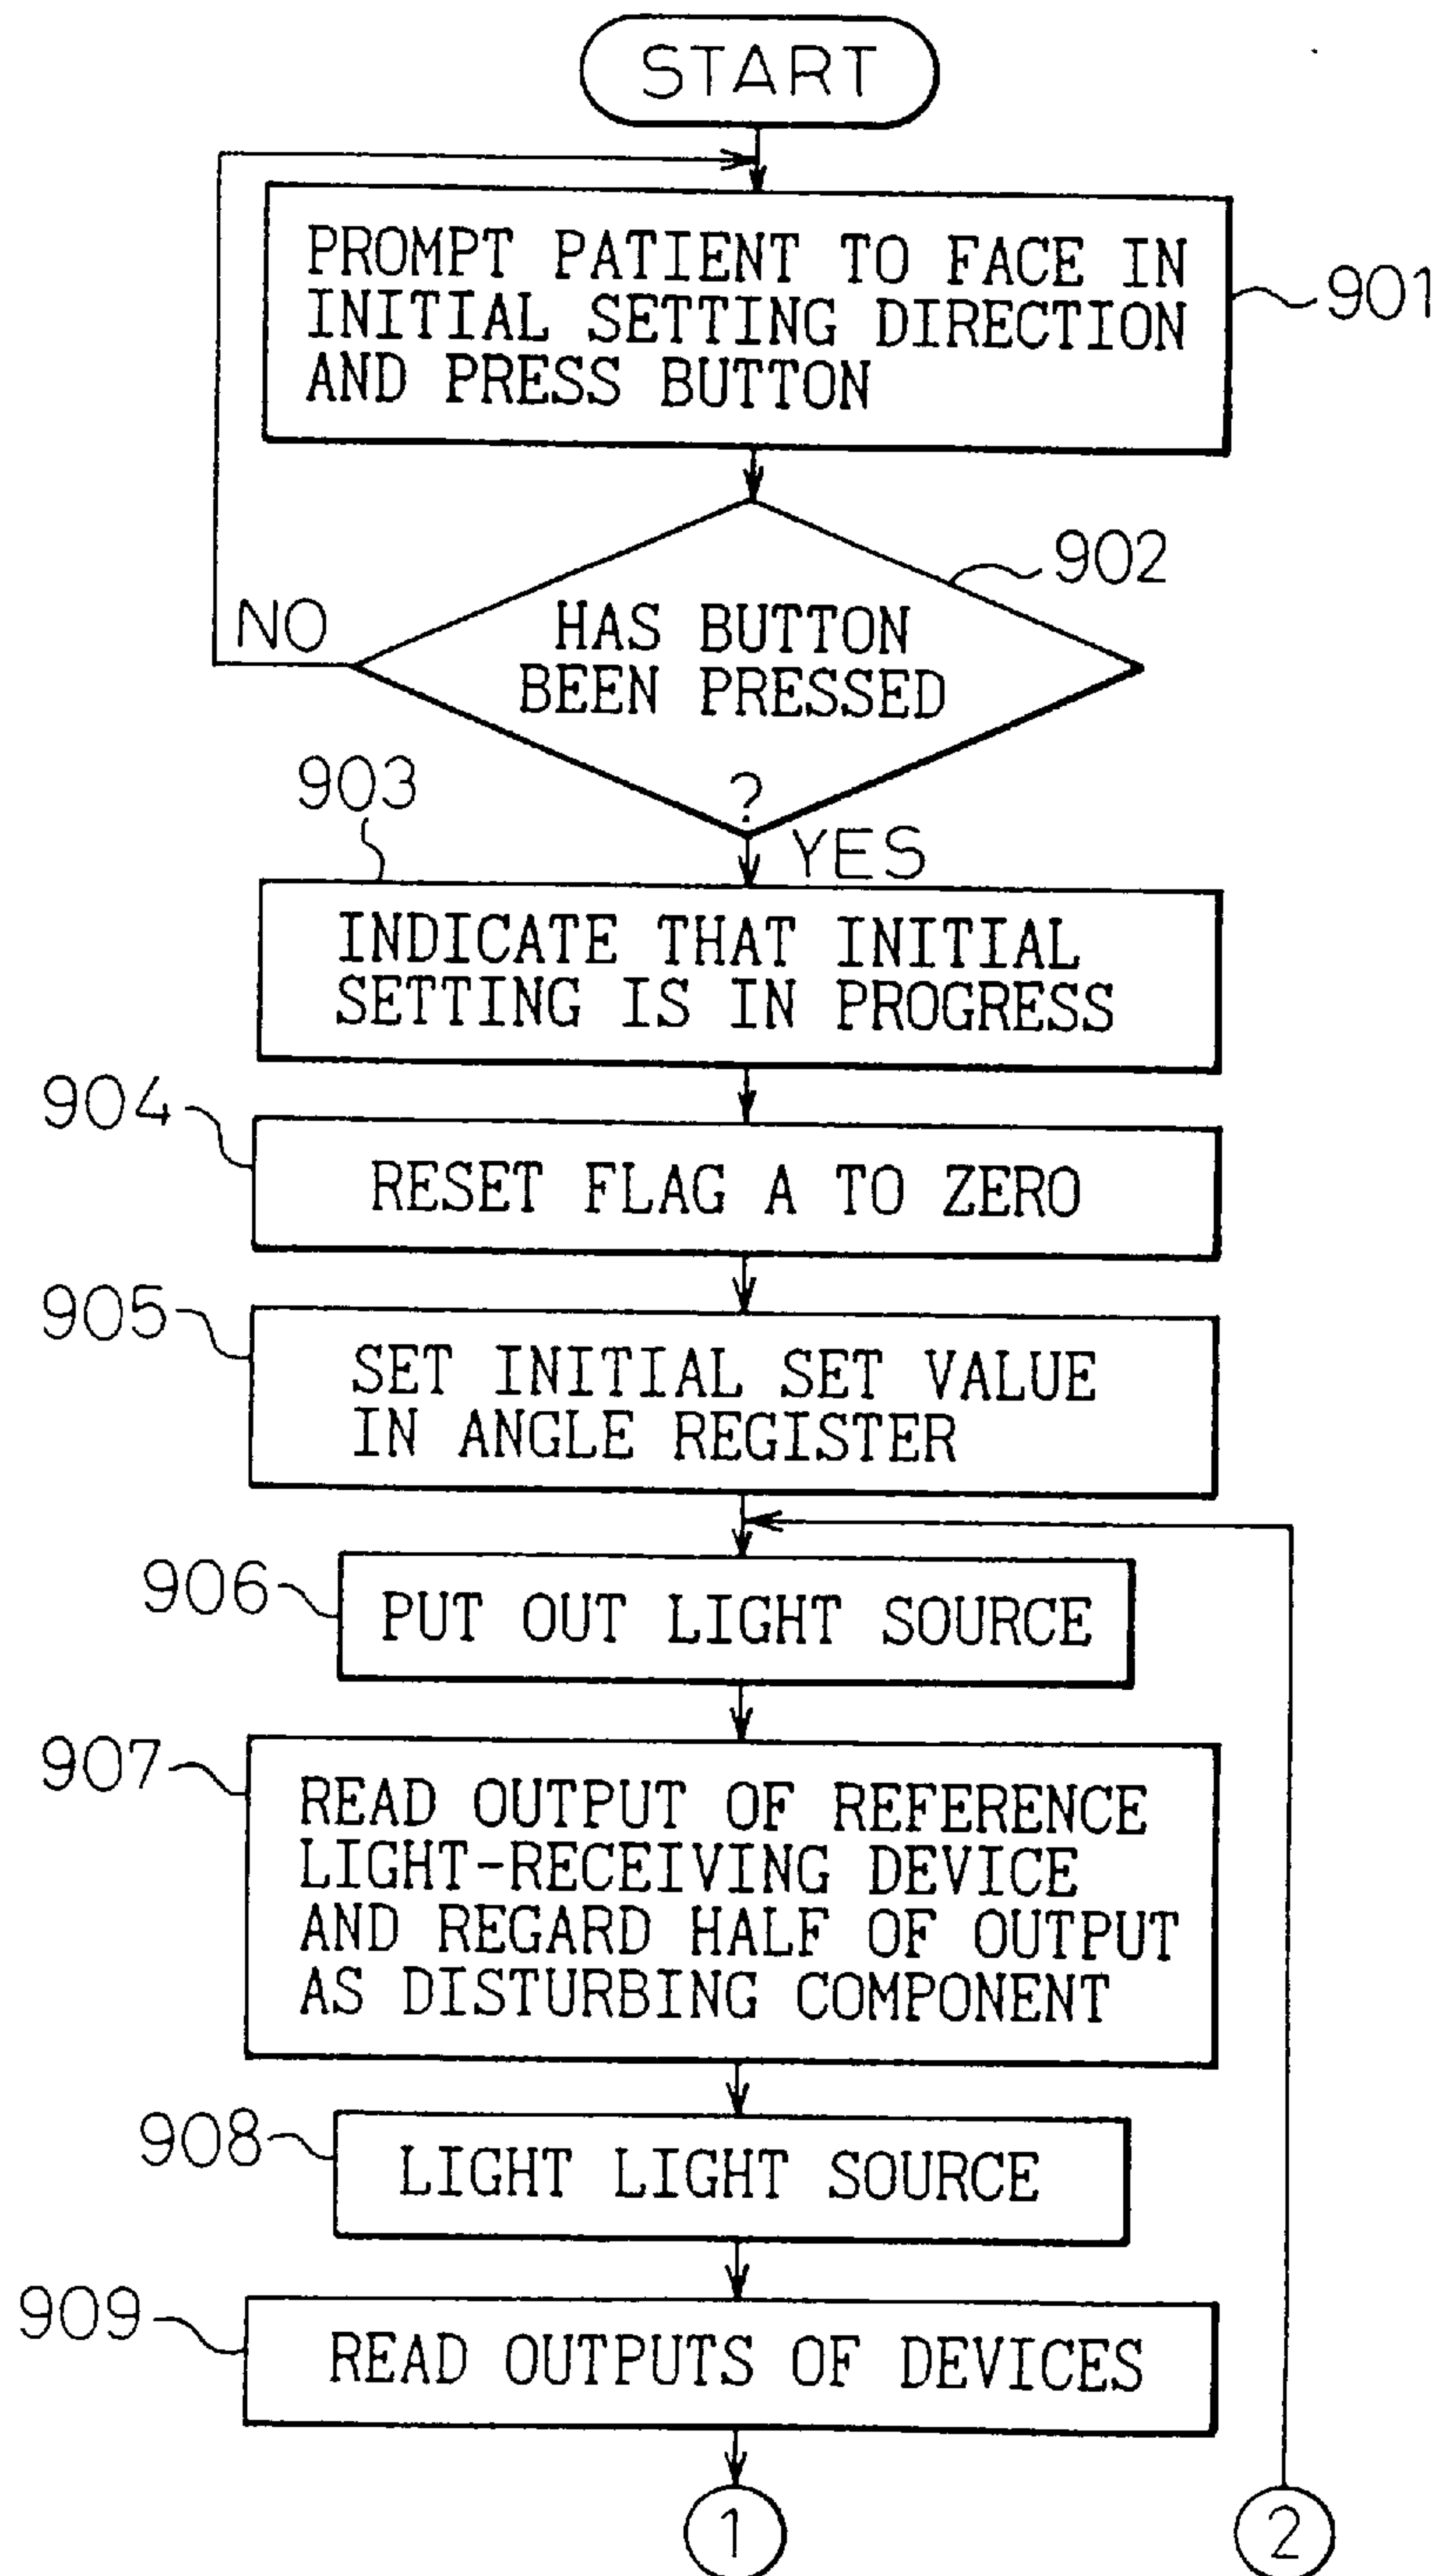 START
PROMPT PATIENT TO FACE IN
INITIAL SETTING DIRECTION
AND PRESS BUTTON
901
902
HAS BUTTON
BEEN PRESSED
?
NO
YES
903
INDICATE THAT INITIAL
SETTING IS IN PROGRESS
904
RESET FLAG A TO ZERO
905
SET INITIAL SET VALUE
IN ANGLE REGISTER
906
PUT OUT LIGHT SOURCE
907
READ OUTPUT OF REFERENCE
LIGHT-RECEIVING DEVICE
AND REGARD HALF OF OUTPUT
AS DISTURBING COMPONENT
908
LIGHT LIGHT SOURCE
909
READ OUTPUTS OF DEVICES
1
2